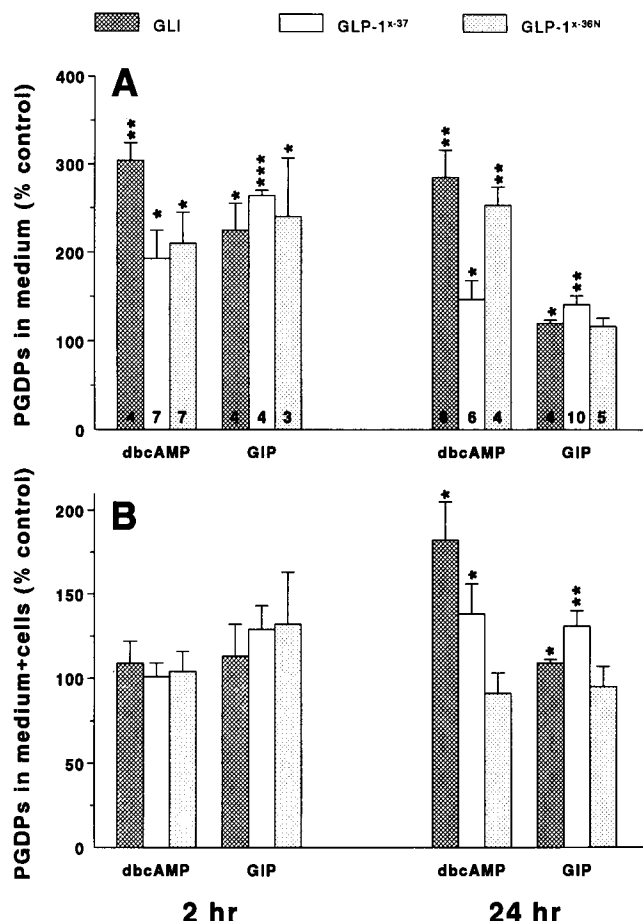 GLI GLP-1x-37 GLP-1x-36N
A
PGDPs in medium (% control)
400
300
200
100
0
** * * * *** * ** * ** * **
4 7 7 4 4 3 6 4 10 5
dbcAMP GIP dbcAMP GIP
B
PGDPs in medium+cells (% control)
200
150
100
50
0
* * * **
dbcAMP GIP dbcAMP GIP
2 hr 24 hr